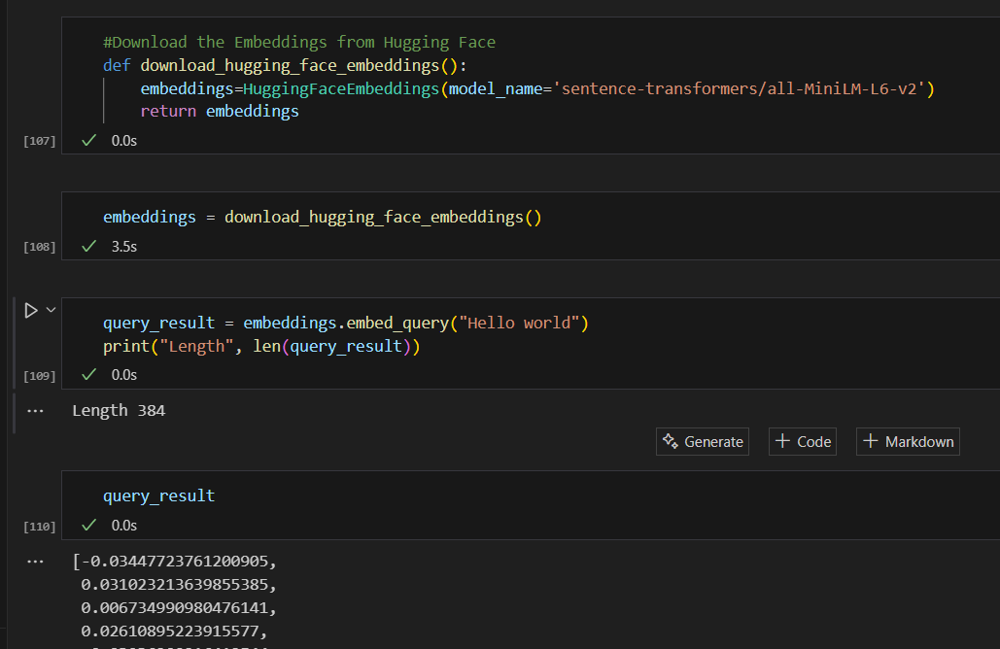 #Download the Embeddings from Hugging Face
def download_hugging_face_embeddings():
    embeddings=HuggingFaceEmbeddings(model_name='sentence-transformers/all-MiniLM-L6-v2')
    return embeddings
[107] 0.0s
embeddings = download_hugging_face_embeddings()
[108] 3.5s
query_result = embeddings.embed_query("Hello world")
print("Length", len(query_result))
[109] 0.0s
... Length 384
Generate + Code + Markdown
query_result
[110] 0.0s
... [-0.03447723761200905,
0.031023213639855385,
0.006734990980476141,
0.02610895223915577,